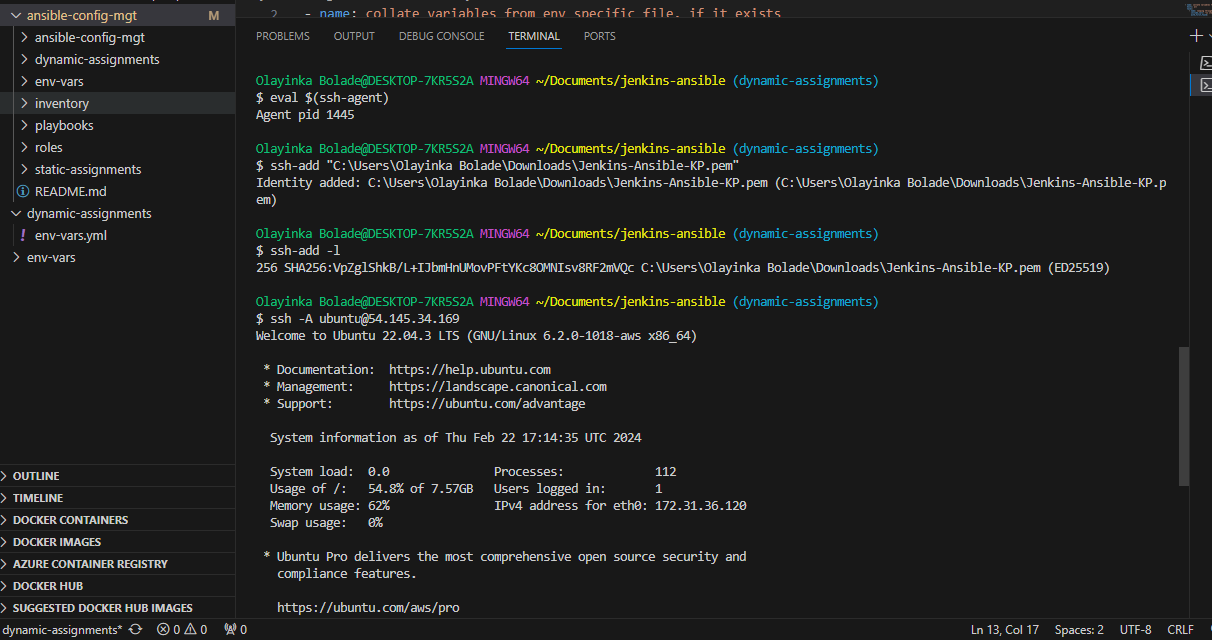 ansible-config-mgt M
ansible-config-mgt
dynamic-assignments
env-vars
inventory
playbooks
roles
static-assignments
README.md
dynamic-assignments
! env-vars.yml
env-vars
OUTLINE
TIMELINE
DOCKER CONTAINERS
DOCKER IMAGES
AZURE CONTAINER REGISTRY
DOCKER HUB
SUGGESTED DOCKER HUB IMAGES
2 - name: collate variables from env specific file, if it exists
PROBLEMS OUTPUT DEBUG CONSOLE TERMINAL PORTS
Olayinka Bolade@DESKTOP-7KR5S2A MINGW64 ~/Documents/jenkins-ansible (dynamic-assignments)
$ eval $(ssh-agent)
Agent pid 1445
Olayinka Bolade@DESKTOP-7KR5S2A MINGW64 ~/Documents/jenkins-ansible (dynamic-assignments)
$ ssh-add "C:\Users\Olayinka Bolade\Downloads\Jenkins-Ansible-KP.pem"
Identity added: C:\Users\Olayinka Bolade\Downloads\Jenkins-Ansible-KP.pem (C:\Users\Olayinka Bolade\Downloads\Jenkins-Ansible-KP.p
em)
Olayinka Bolade@DESKTOP-7KR5S2A MINGW64 ~/Documents/jenkins-ansible (dynamic-assignments)
$ ssh-add -l
256 SHA256:VpZglShkB/L+IJbmHnUMovPFtYKc8OMNIsv8RF2mVQc C:\Users\Olayinka Bolade\Downloads\Jenkins-Ansible-KP.pem (ED25519)
Olayinka Bolade@DESKTOP-7KR5S2A MINGW64 ~/Documents/jenkins-ansible (dynamic-assignments)
$ ssh -A ubuntu@54.145.34.169
Welcome to Ubuntu 22.04.3 LTS (GNU/Linux 6.2.0-1018-aws x86_64)
* Documentation: https://help.ubuntu.com
* Management: https://landscape.canonical.com
* Support: https://ubuntu.com/advantage
System information as of Thu Feb 22 17:14:35 UTC 2024
System load: 0.0 Processes: 112
Usage of /: 54.8% of 7.57GB Users logged in: 1
Memory usage: 62% IPv4 address for eth0: 172.31.36.120
Swap usage: 0%
* Ubuntu Pro delivers the most comprehensive open source security and
compliance features.
https://ubuntu.com/aws/pro
dynamic-assignments* 0 0 0 Ln 13, Col 17 Spaces: 2 UTF-8 CRLF